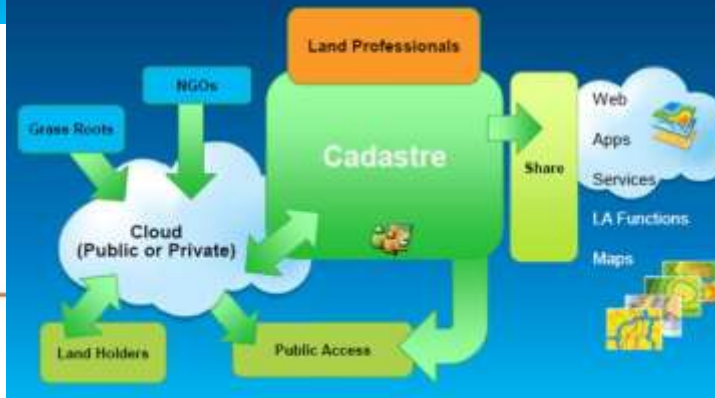 Land Professionals
NGOs
Grass Roots
Cadastre
Cloud
(Public or Private)
Share
Web
Apps
Services
LA Functions
Maps
Land Holders
Public Access